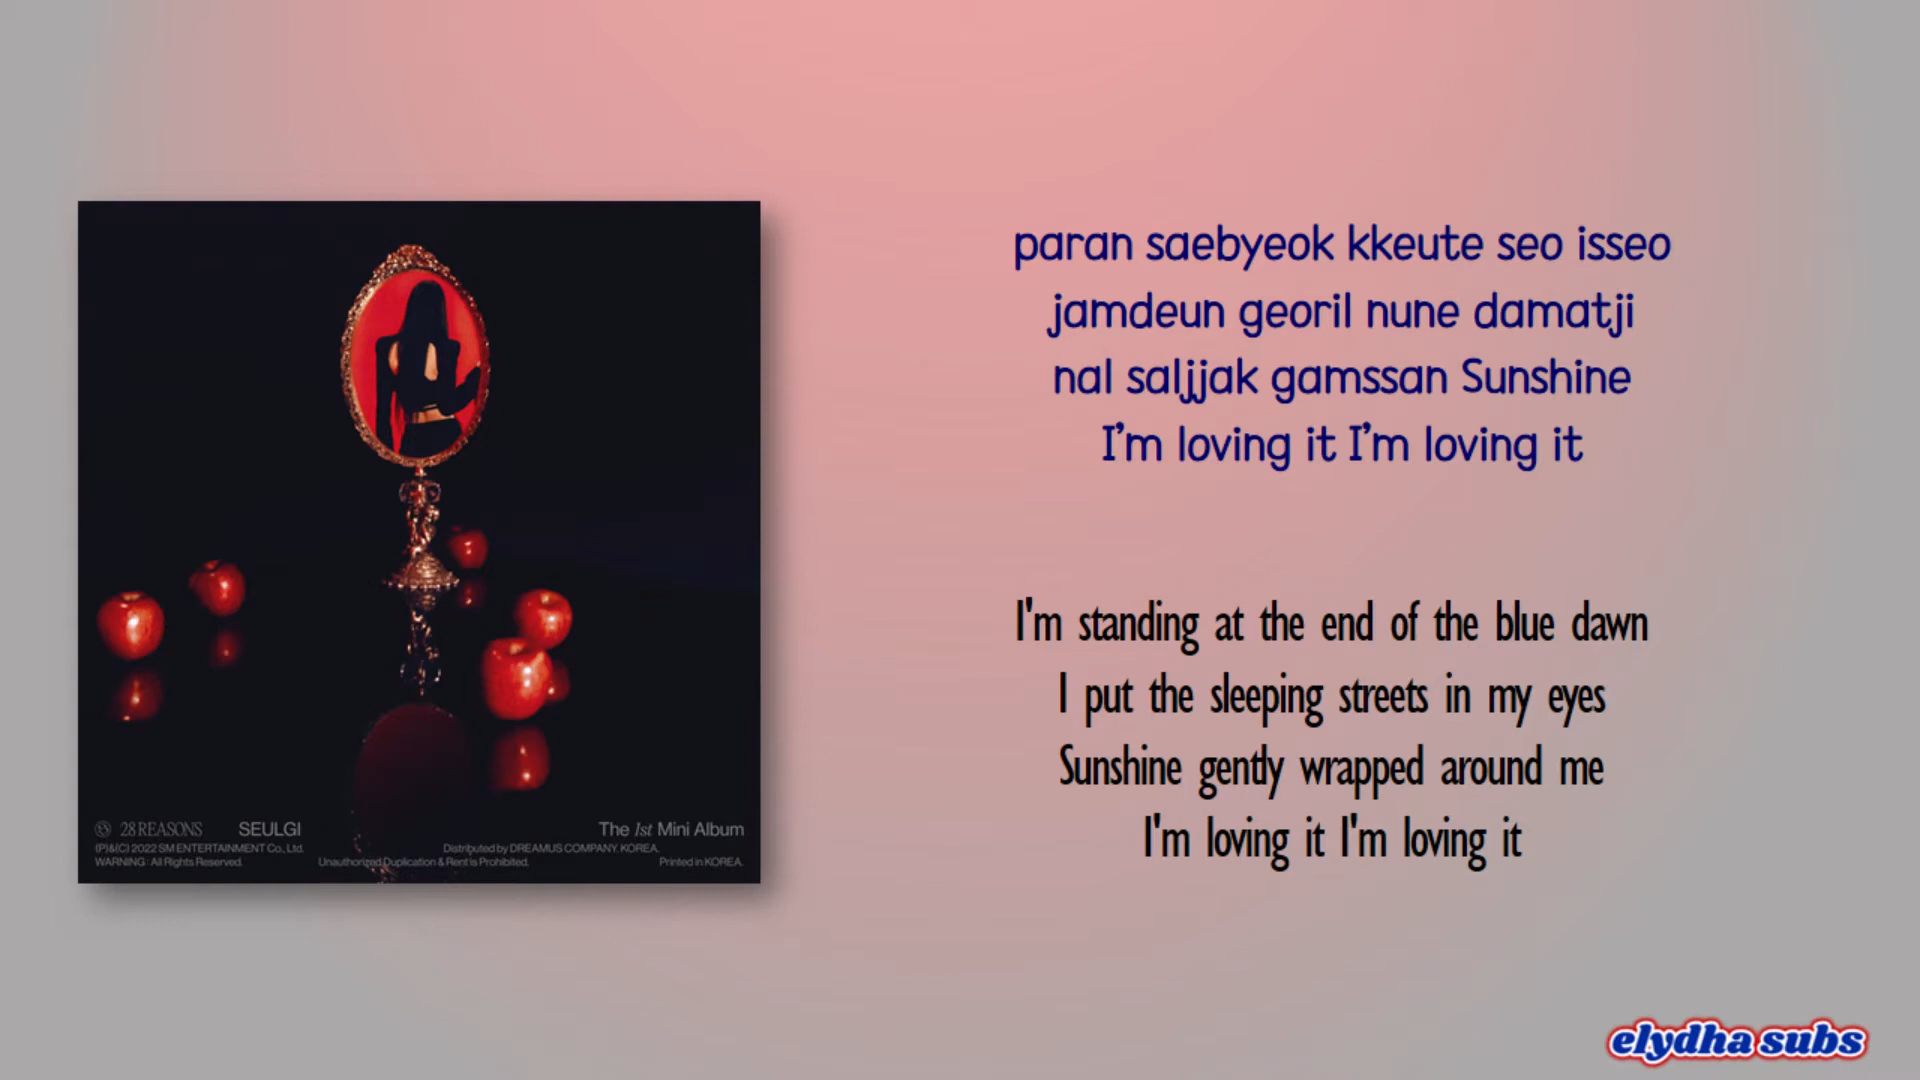 paran saebyeok kkeute seo isseo
jamdeun georil nune damatji
nal saljjak gamssan Sunshine
I’m loving it I’m loving it
I'm standing at the end of the blue dawn
I put the sleeping streets in my eyes
Sunshine gently wrapped around me
I'm loving it I'm loving it
28 REASONS SEULGI The 1st Mini Album
(P)&(C) 2022 SM ENTERTAINMENT Co., Ltd. Distributed by DREAMUS COMPANY. KOREA.
WARNING : All Rights Reserved. Unauthorized Duplication & Rent is Prohibited. Printed in KOREA.
elydha subs